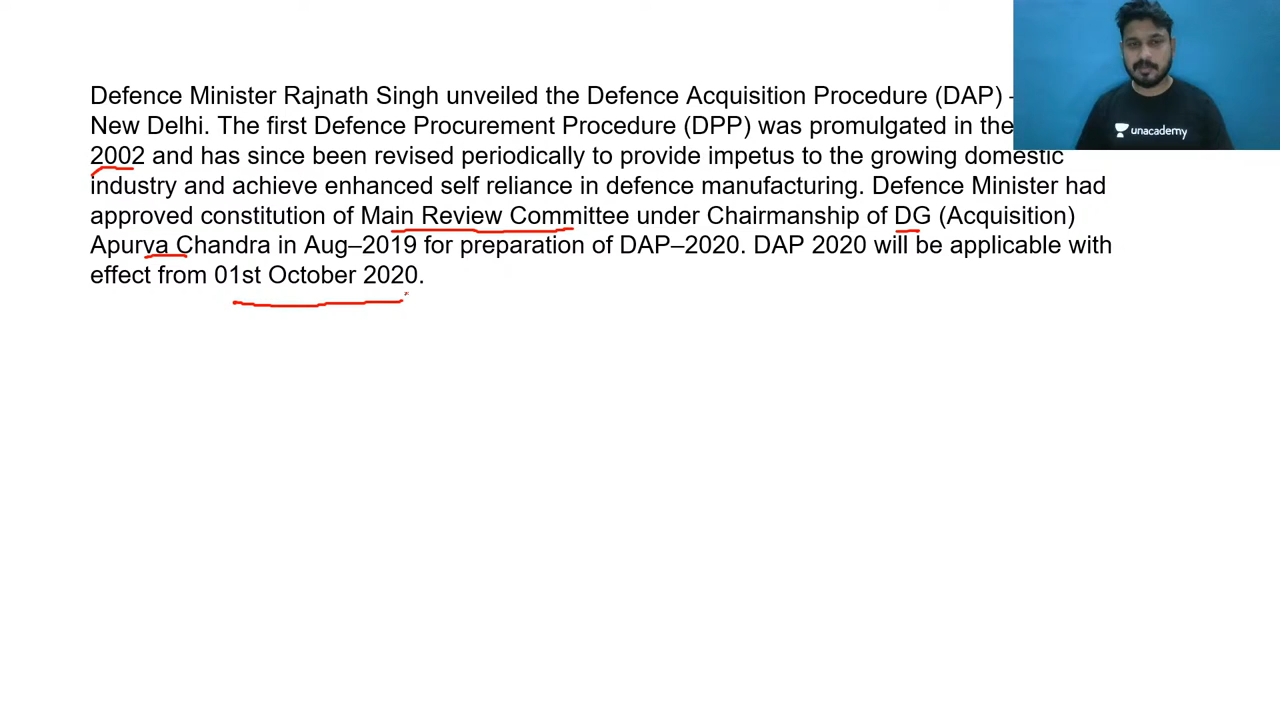 Defence Minister Rajnath Singh unveiled the Defence Acquisition Procedure (DAP) –
New Delhi. The first Defence Procurement Procedure (DPP) was promulgated in the
2002 and has since been revised periodically to provide impetus to the growing domestic
industry and achieve enhanced self reliance in defence manufacturing. Defence Minister had
approved constitution of Main Review Committee under Chairmanship of DG (Acquisition)
Apurva Chandra in Aug–2019 for preparation of DAP–2020. DAP 2020 will be applicable with
effect from 01st October 2020.
unacademy